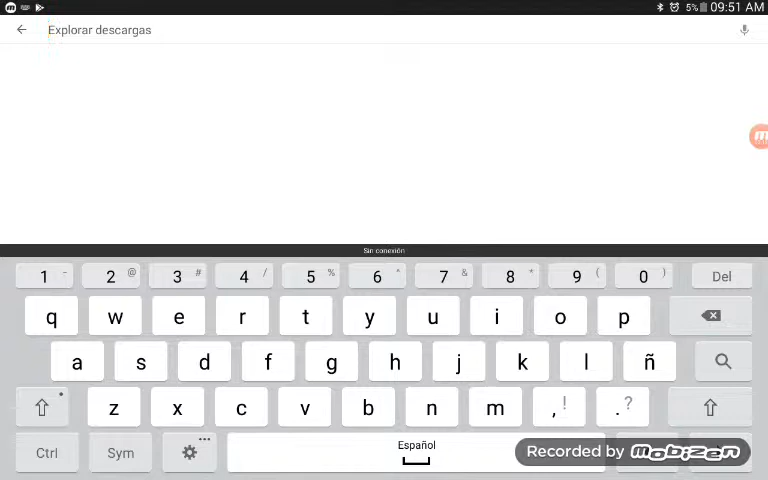 5% 09:51 AM
Explorar descargas
Sin conexión
1 - 2 @ 3 # 4 / 5 % 6 ^ 7 & 8 * 9 ( 0 ) Del
q w e r t y u i o p
a s d f g h j k l ñ
z x c v b n m , ! . ?
Ctrl Sym Español
Recorded by mobizen